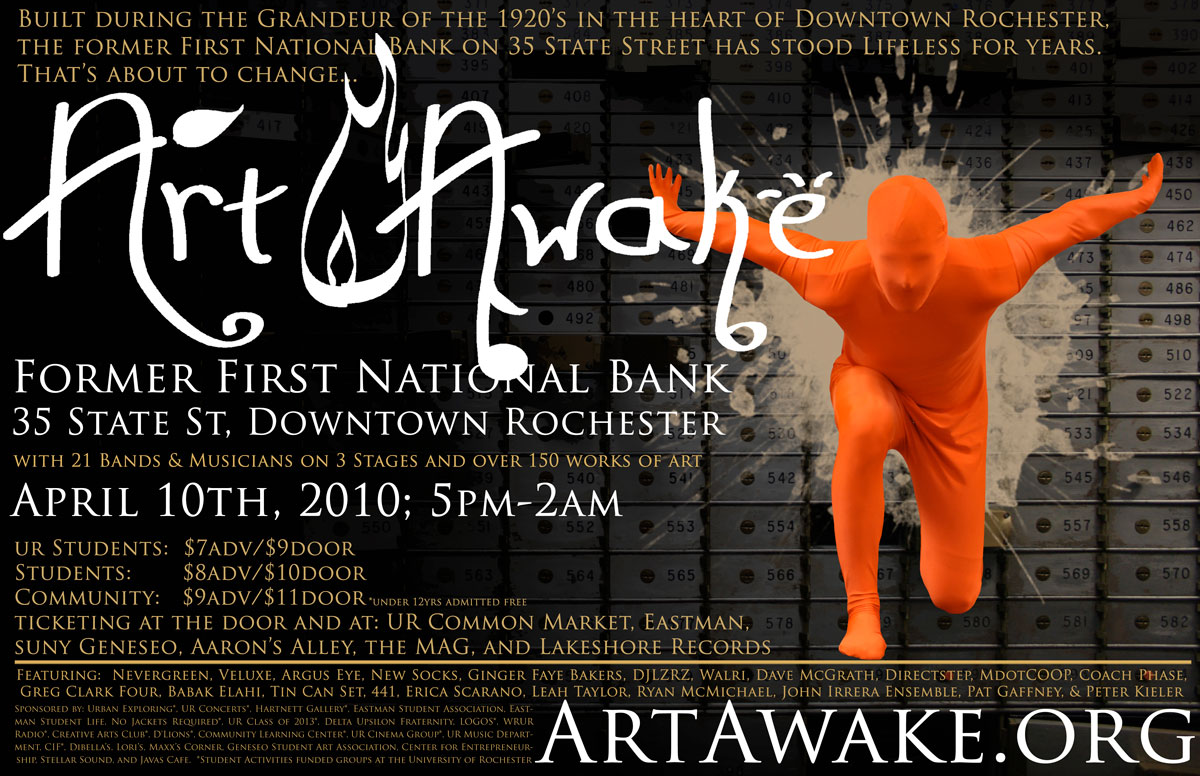 Built during the Grandeur of the 1920's in the heart of Downtown Rochester,
the former First National Bank on 35 State Street has stood Lifeless for years.
That's about to change...
Art Awake
Former First National Bank
35 State St, Downtown Rochester
with 21 Bands & Musicians on 3 Stages and over 150 works of art
April 10th, 2010; 5pm-2am
UR Students: $7adv/$9door
Students: $8adv/$10door
Community: $9adv/$11door *under 12yrs admitted free
ticketing at the door and at: UR Common Market, Eastman,
SUNY Geneseo, Aaron's Alley, the MAG, and Lakeshore Records
Featuring: Nevergreen, Veluxe, Argus Eye, New Socks, Ginger Faye Bakers, DJLZRZ, Walri, Dave McGrath, Directstep, MdotCOOP, Coach Phase,
Greg Clark Four, Babak Elahi, Tin Can Set, 441, Erica Scarano, Leah Taylor, Ryan McMichael, John Irrera Ensemble, Pat Gaffney, & Peter Kieler
Sponsored by: Urban Exploring*, UR Concerts*, Hartnett Gallery*, Eastman Student Association, East-
man Student Life, No Jackets Required*, UR Class of 2013*, Delta Upsilon Fraternity, LOGOS*, WRUR
Radio*, Creative Arts Club*, D'Lions*, Community Learning Center*, UR Cinema Group*, UR Music Depart-
ment, CIF*, DiBella's, Lori's, Maxx's Corner, Geneseo Student Art Association, Center for Entrepreneur-
ship, Stellar Sound, and Javas Cafe. *Student Activities funded groups at the University of Rochester
ArtAwake.org